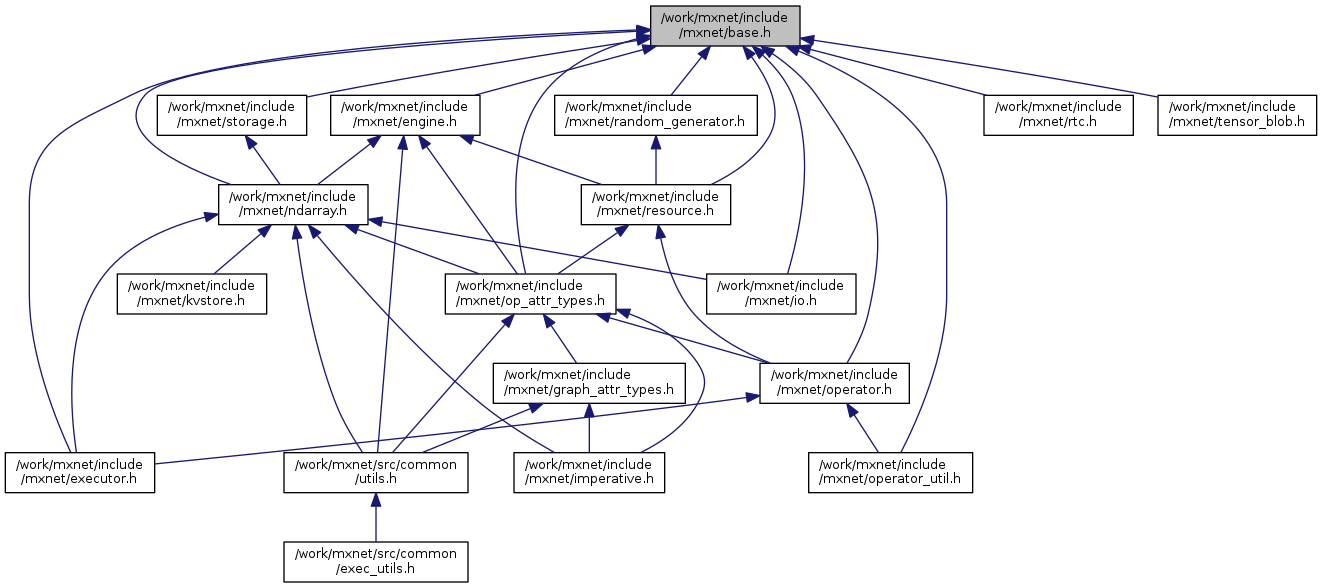 /work/mxnet/include
/mxnet/base.h
/work/mxnet/include
/mxnet/storage.h
/work/mxnet/include
/mxnet/engine.h
/work/mxnet/include
/mxnet/random_generator.h
/work/mxnet/include
/mxnet/rtc.h
/work/mxnet/include
/mxnet/tensor_blob.h
/work/mxnet/include
/mxnet/ndarray.h
/work/mxnet/include
/mxnet/resource.h
/work/mxnet/include
/mxnet/kvstore.h
/work/mxnet/include
/mxnet/op_attr_types.h
/work/mxnet/include
/mxnet/io.h
/work/mxnet/include
/mxnet/graph_attr_types.h
/work/mxnet/include
/mxnet/operator.h
/work/mxnet/include
/mxnet/executor.h
/work/mxnet/src/common
/utils.h
/work/mxnet/include
/mxnet/imperative.h
/work/mxnet/include
/mxnet/operator_util.h
/work/mxnet/src/common
/exec_utils.h